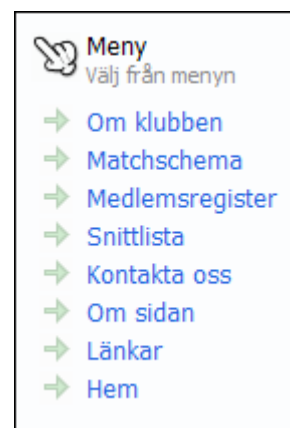 Meny
Välj från menyn
Om klubben
Matchschema
Medlemsregister
Snittlista
Kontakta oss
Om sidan
Länkar
Hem